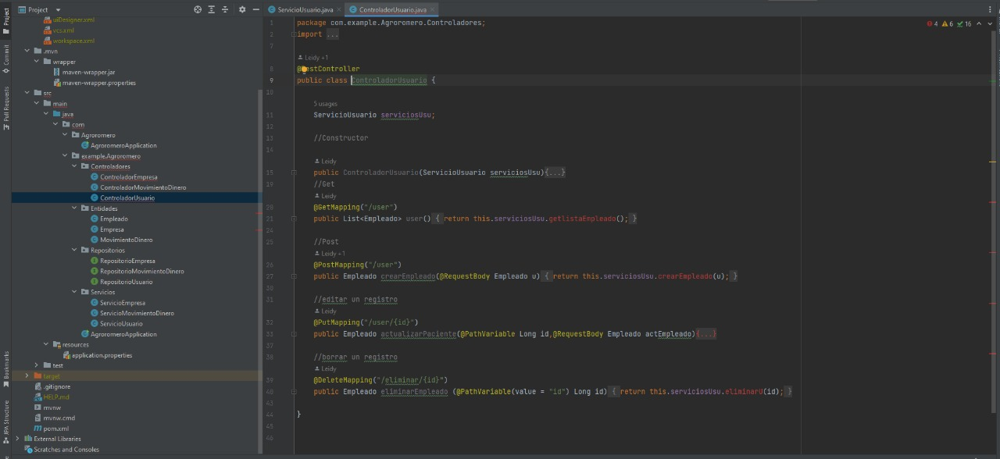 Project
ServicioUsuario.java
ControladorUsuario.java
Project
Commit
Pull Requests
Bookmarks
JPA Structure
uiDesigner.xml
vcs.xml
workspace.xml
.mvn
wrapper
maven-wrapper.jar
maven-wrapper.properties
src
main
java
com
Agroromero
AgroromeroApplication
example.Agroromero
Controladores
ControladorEmpresa
ControladorMovimientoDinero
ControladorUsuario
Entidades
Empleado
Empresa
MovimientoDinero
Repositorios
RepositorioEmpresa
RepositorioMovimientoDinero
RepositorioUsuario
Servicios
ServicioEmpresa
ServicioMovimientoDinero
ServicioUsuario
AgroromeroApplication
resources
application.properties
test
target
.gitignore
HELP.md
mvnw
mvnw.cmd
pom.xml
External Libraries
Scratches and Consoles
4 6 16
1 package com.example.Agroromero.Controladores;
2 import ...
7
Leidy +1
8 @RestController
9 public class ControladorUsuario {
10
5 usages
11 ServicioUsuario serviciosUsu;
12
13 //Constructor
14
Leidy
15 public ControladorUsuario(ServicioUsuario serviciosUsu){...}
19 //Get
Leidy
20 @GetMapping("/user")
21 public List<Empleado> user() { return this.serviciosUsu.getlistaEmpleado(); }
24
25 //Post
Leidy +1
26 @PostMapping("/user")
27 public Empleado crearEmpleado(@RequestBody Empleado u) { return this.serviciosUsu.crearEmpleado(u); }
30
31 //editar un registro
Leidy
32 @PutMapping("/user/{id}")
33 public Empleado actualizarPaciente(@PathVariable Long id,@RequestBody Empleado actEmpleado){...}
37
38 //borrar un registro
Leidy
39 @DeleteMapping("/eliminar/{id}")
40 public Empleado eliminarEmpleado (@PathVariable(value = "id") Long id) { return this.serviciosUsu.eliminarU(id); }
43
44 }
45
46